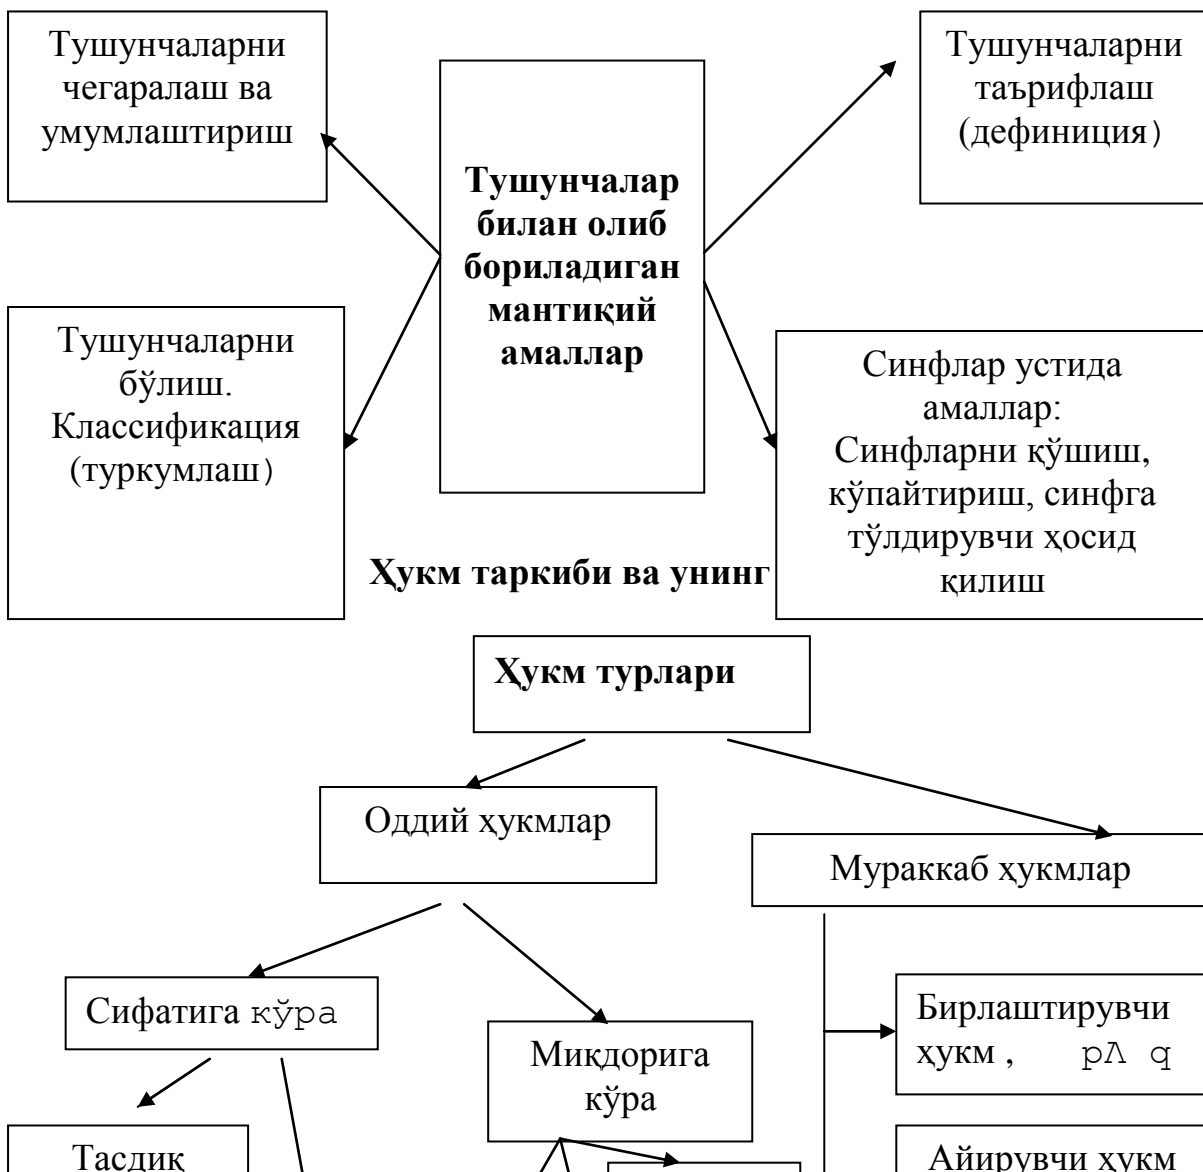 Тушунчаларни
чегаралаш ва
умумлаштириш
Тушунчалар
билан олиб
бориладиган
мантиқий
амаллар
Тушунчаларни
таърифлаш
(дефиниция)
Тушунчаларни
бўлиш.
Классификация
(туркумлаш)
Синфлар устида
амаллар:
Синфларни қўшиш,
кўпайтириш, синфга
тўлдирувчи ҳосид
қилиш
Ҳукм таркиби ва унинг
Ҳукм турлари
Оддий ҳукмлар
Мураккаб ҳукмлар
Сифатига кўра
Миқдорига
кўра
Бирлаштирувчи
ҳукм , pΛ q
Тасдиқ
Айирувчи ҳукм